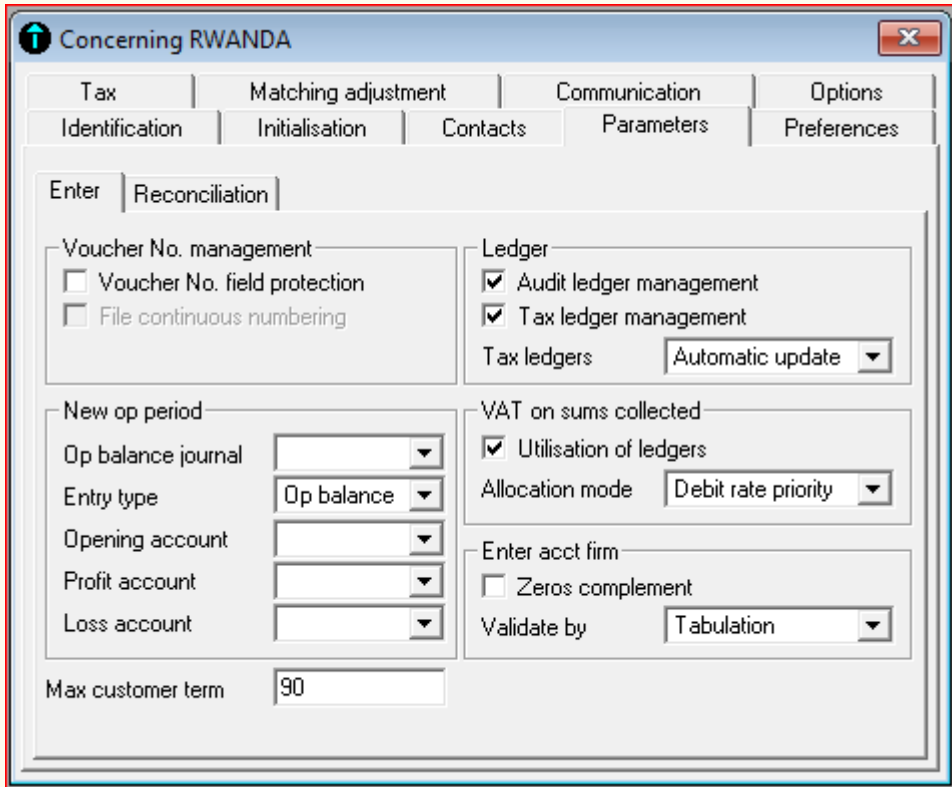 Concerning RWANDA
Tax Matching adjustment Communication Options
Identification Initialisation Contacts Parameters Preferences
Enter Reconciliation
Voucher No. management
Voucher No. field protection
File continuous numbering
Ledger
Audit ledger management
Tax ledger management
Tax ledgers Automatic update
New op period
Op balance journal
Entry type Op balance
Opening account
Profit account
Loss account
VAT on sums collected
Utilisation of ledgers
Allocation mode Debit rate priority
Enter acct firm
Zeros complement
Validate by Tabulation
Max customer term 90